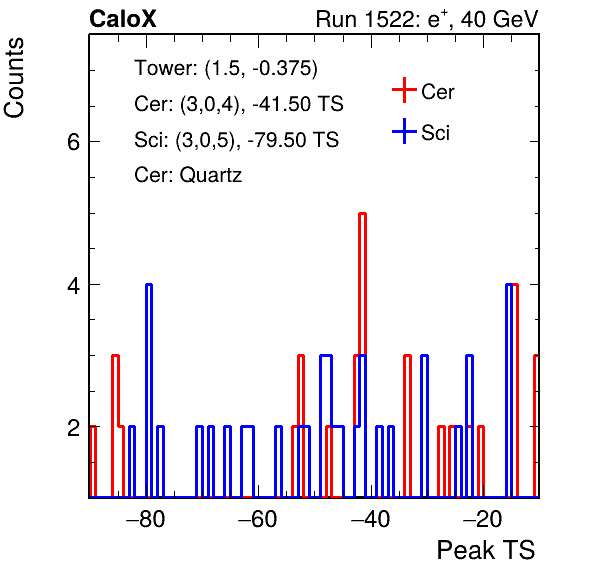 CaloX Run 1522: e⁺, 40 GeV
Counts
Tower: (1.5, -0.375)
Cer: (3,0,4), -41.50 TS
Sci: (3,0,5), -79.50 TS
Cer: Quartz
Cer
Sci
6
4
2
−80 −60 −40 −20
Peak TS